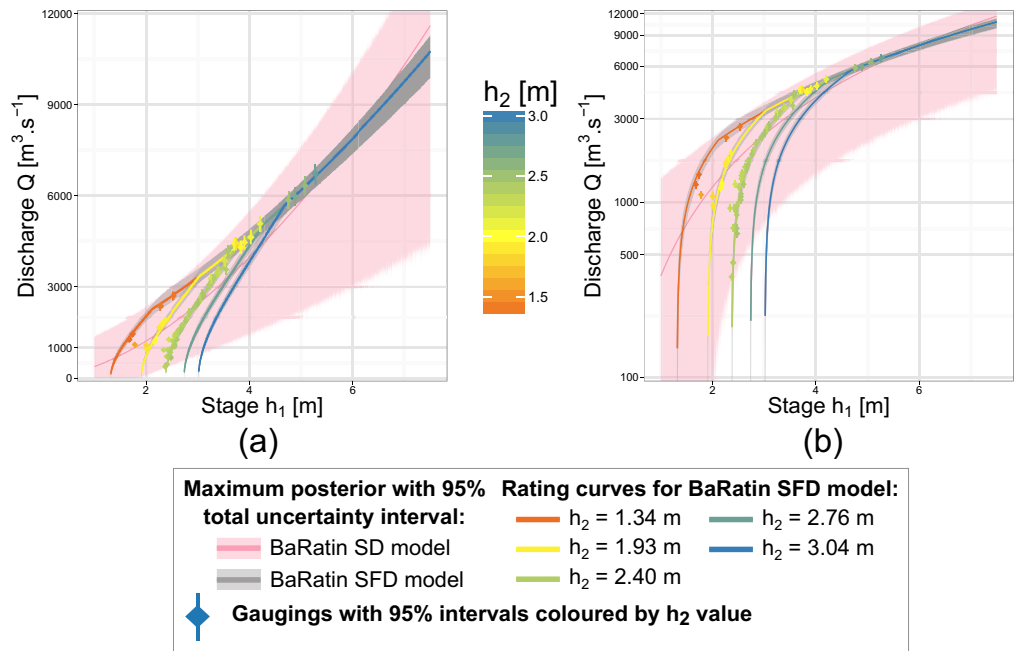 12000
9000
6000
3000
1000
0
Discharge Q [m³.s⁻¹]
2
4
6
Stage h₁ [m]
(a)
h₂ [m]
3.0
2.5
2.0
1.5
12000
9000
6000
3000
1000
500
100
Discharge Q [m³.s⁻¹]
2
4
6
Stage h₁ [m]
(b)
Maximum posterior with 95%
total uncertainty interval:
BaRatin SD model
BaRatin SFD model
Rating curves for BaRatin SFD model:
h₂ = 1.34 m
h₂ = 1.93 m
h₂ = 2.40 m
h₂ = 2.76 m
h₂ = 3.04 m
Gaugings with 95% intervals coloured by h₂ value